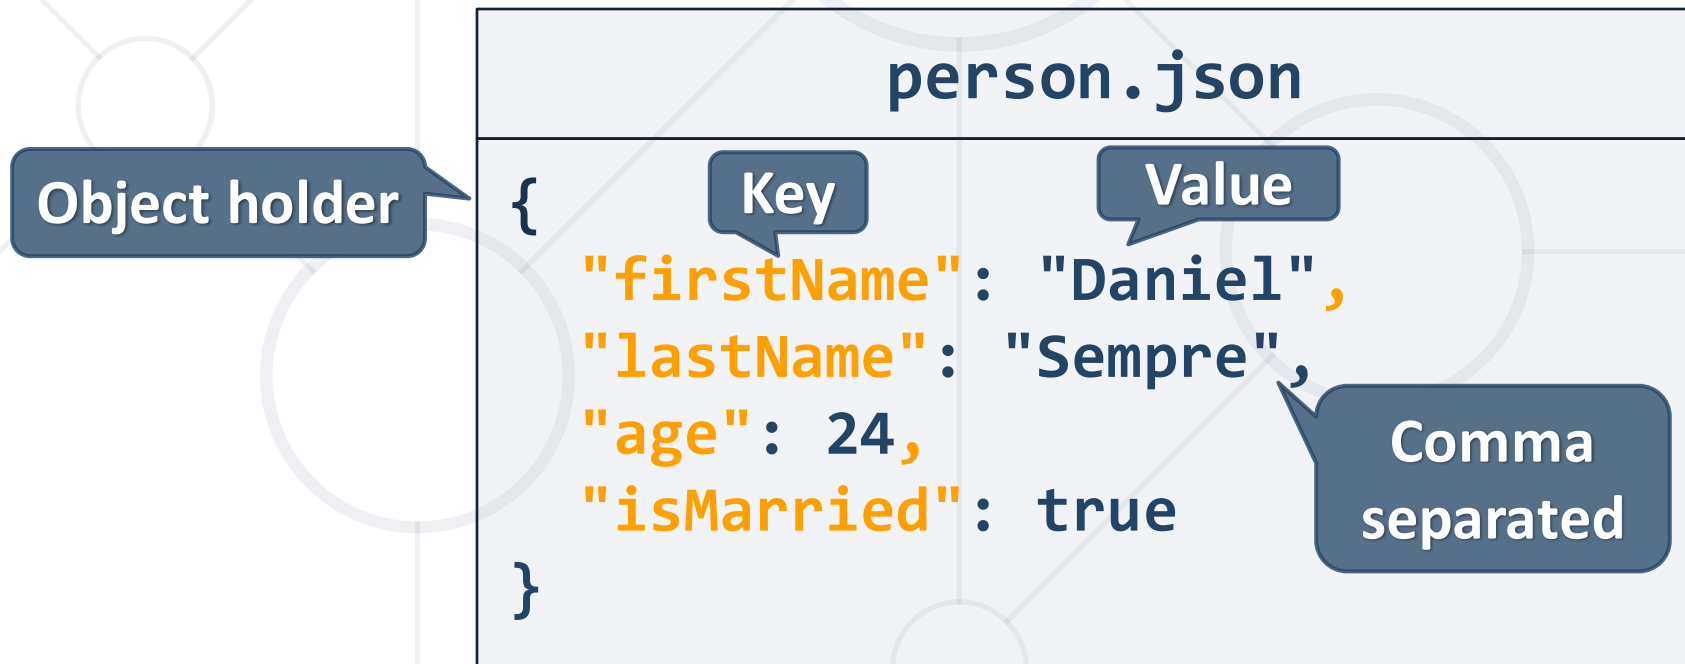 person.json
Object holder
{
Key
Value
"firstName": "Daniel",
"lastName": "Sempre",
"age": 24,
"isMarried": true
}
Comma
separated